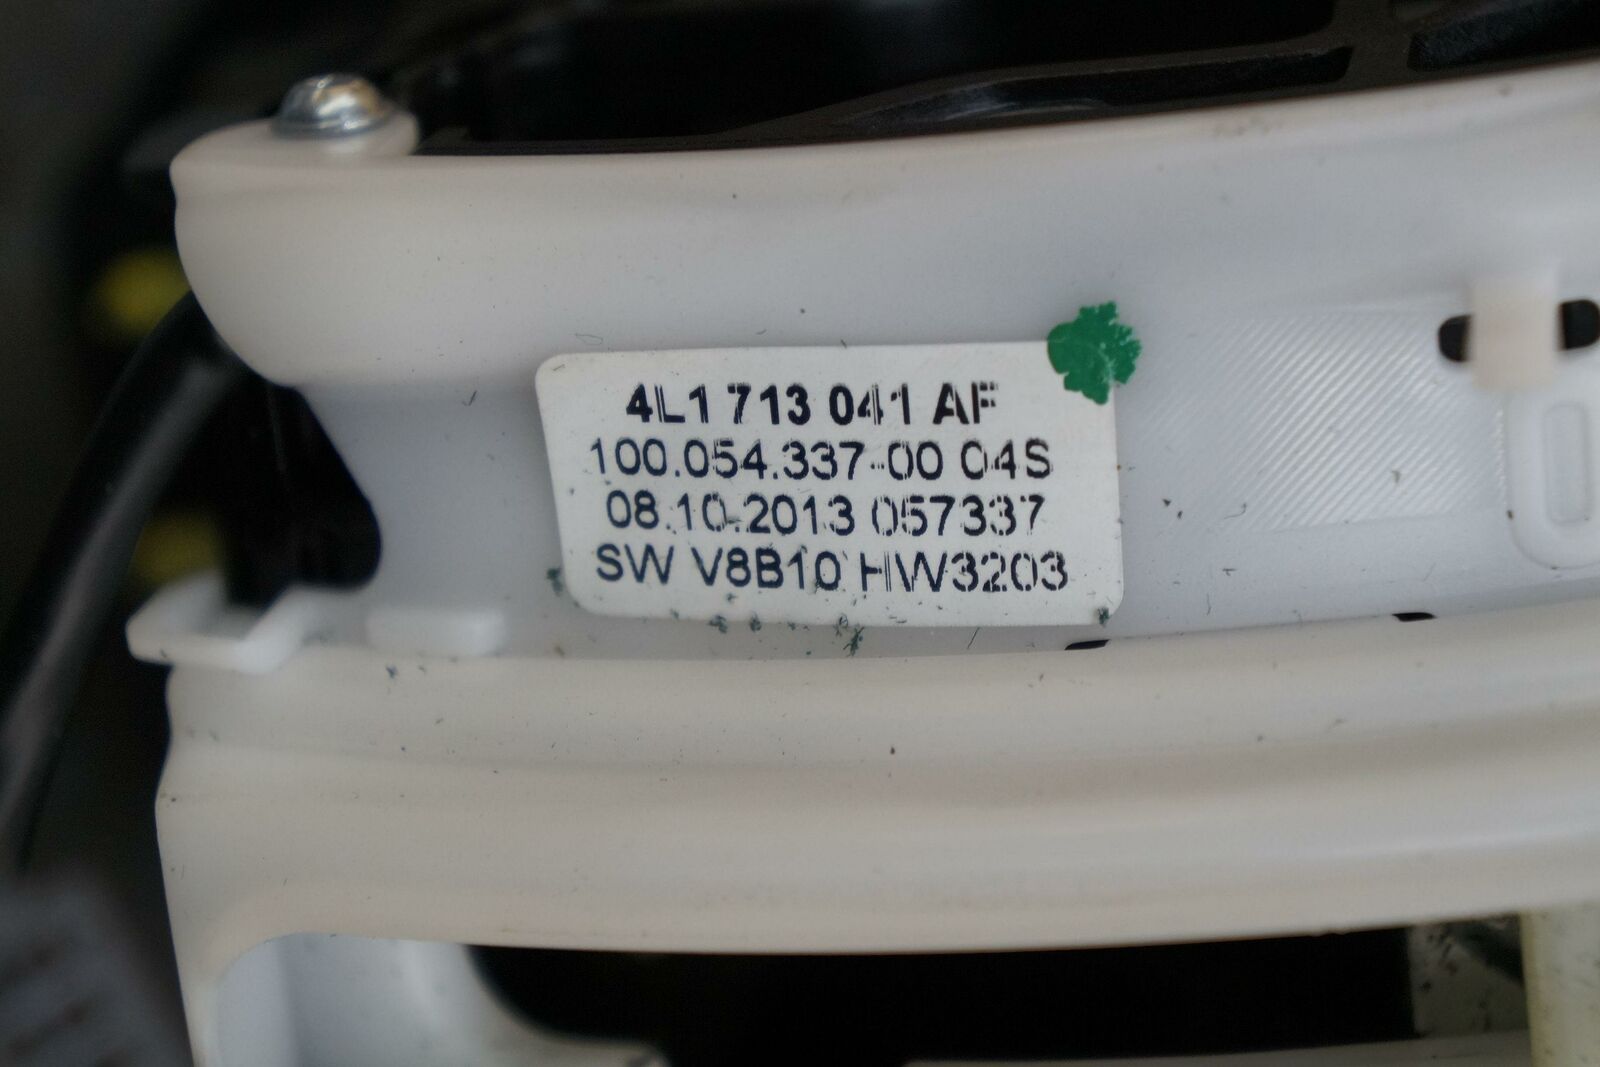 4L1 713 041 AF
100.054.337-00 04S
08.10.2013 057337
SW V8B10 HW3203